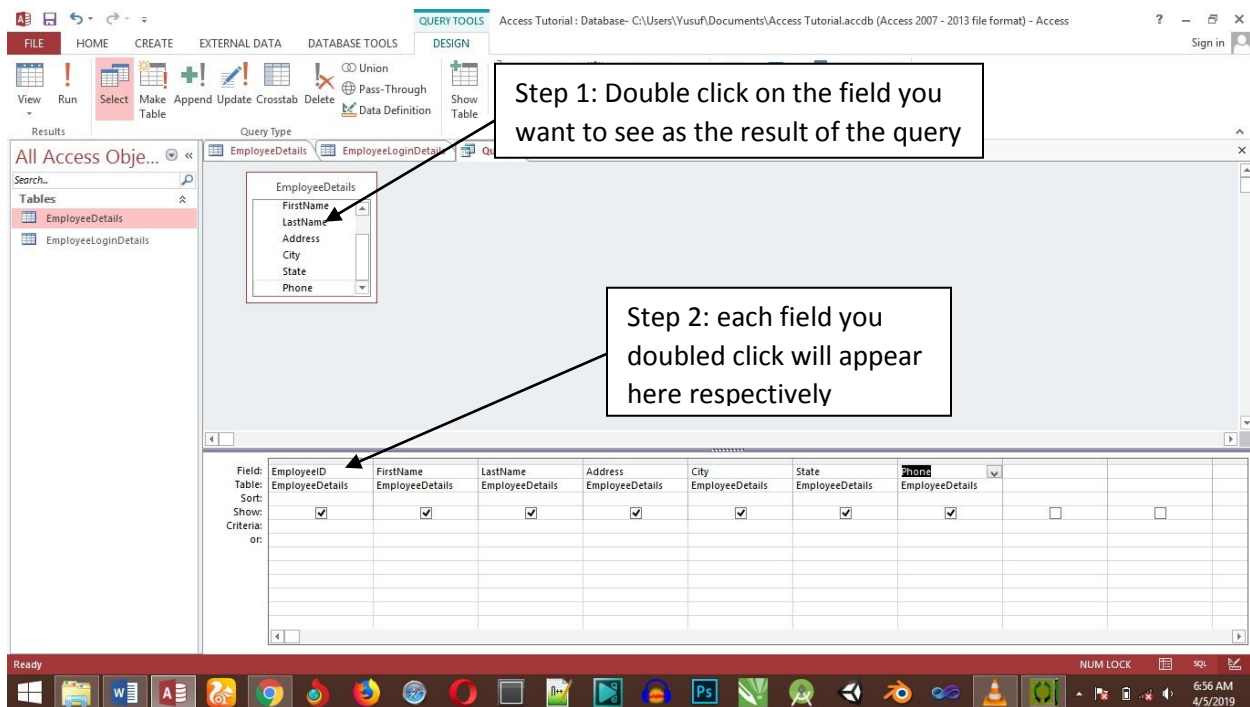 QUERY TOOLS
Access Tutorial : Database- C:\Users\Yusuf\Documents\Access Tutorial.accdb (Access 2007 - 2013 file format) - Access
?
FILE HOME CREATE EXTERNAL DATA DATABASE TOOLS DESIGN Sign in
View Run Select Make Table Append Update Crosstab Delete
Union
Pass-Through
Data Definition
Show Table
Results Query Type
Step 1: Double click on the field you
want to see as the result of the query
All Access Obje...
Search...
Tables
EmployeeDetails
EmployeeLoginDetails
EmployeeDetails EmployeeLoginDetails
EmployeeDetails
FirstName
LastName
Address
City
State
Phone
Step 2: each field you
doubled click will appear
here respectively
Field: EmployeeID FirstName LastName Address City State Phone
Table: EmployeeDetails EmployeeDetails EmployeeDetails EmployeeDetails EmployeeDetails EmployeeDetails EmployeeDetails
Sort:
Show:
Criteria:
or:
Ready NUM LOCK SQL
Ps
6:56 AM
4/5/2019